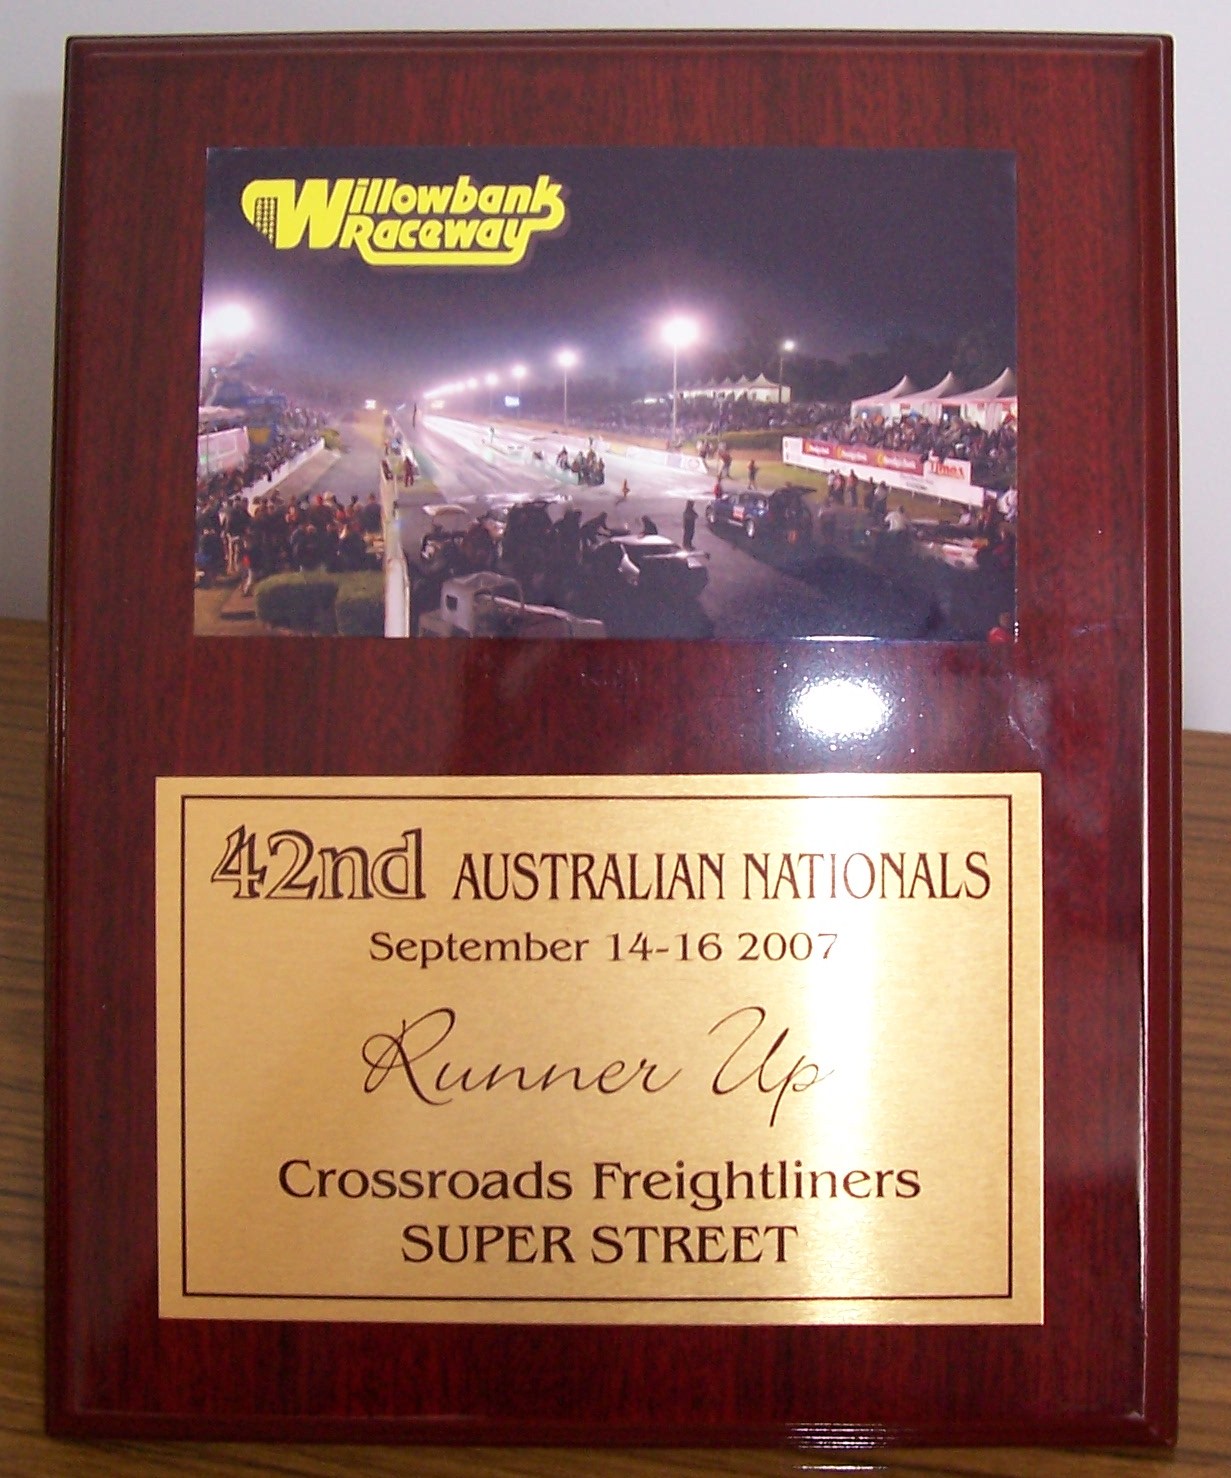 Willowbank
Raceway
42nd AUSTRALIAN NATIONALS
September 14-16 2007
Runner Up
Crossroads Freightliners
SUPER STREET